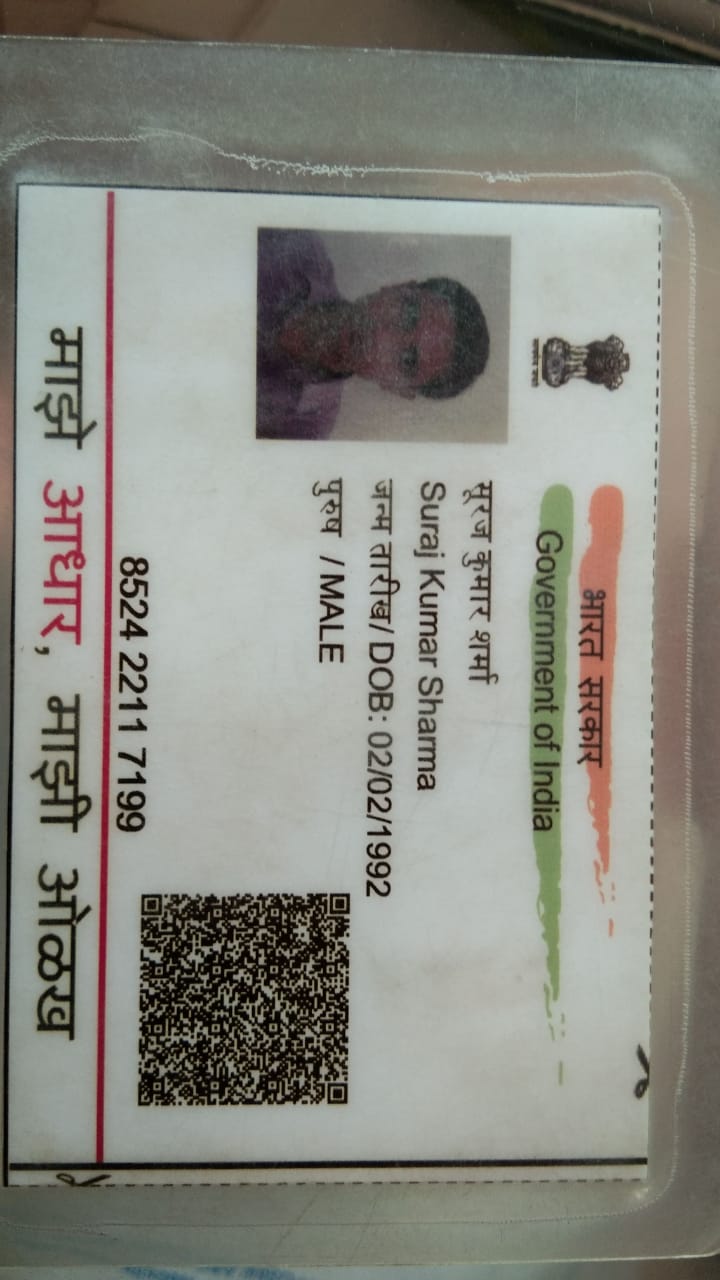 भारत सरकार
Government of India
सूरज कुमार शर्मा
Suraj Kumar Sharma
जन्म तारीख/ DOB: 02/02/1992
पुरुष / MALE
8524 2211 7199
माझे आधार, माझी ओळख